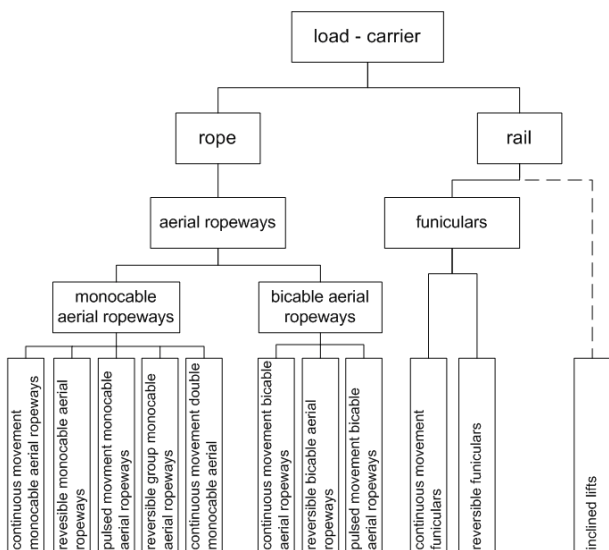 load - carrier
rope
rail
aerial ropeways
funiculars
monocable
aerial ropeways
bicable aerial
ropeways
continuous movement
monocable aerial ropeways
revesible monocable aerial
ropeways
pulsed movment monocable
aerial ropeways
reversible group monocable
aerial ropeways
continuous movement double
monocable aerial
continuous movement bicable
aerial ropeways
reversible bicable aerial
ropeways
pulsed movement bicable
aerial ropeways
continuous movement
funiculars
reversible funiculars
inclined lifts